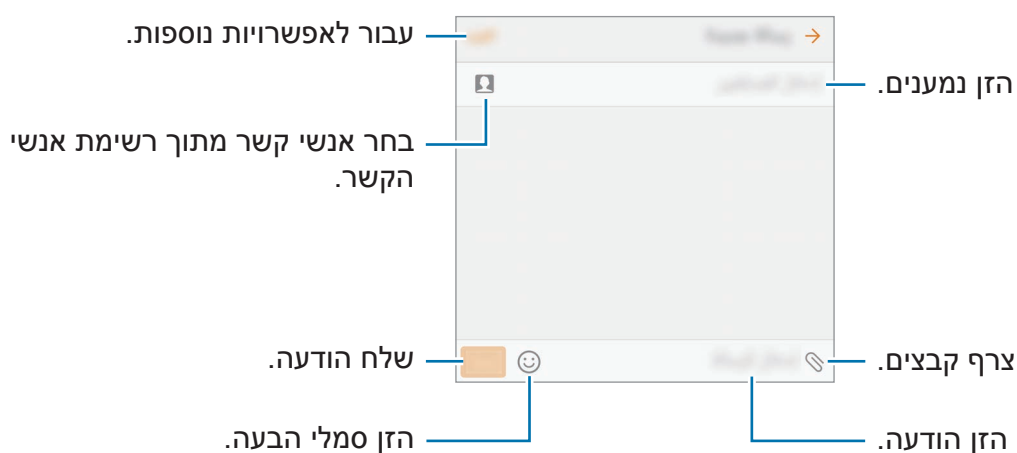 עבור לאפשרויות נוספות.
הזן נמענים.
בחר אנשי קשר מתוך רשימת אנשי
הקשר.
שלח הודעה.
צרף קבצים.
הזן סמלי הבעה.
הזן הודעה.